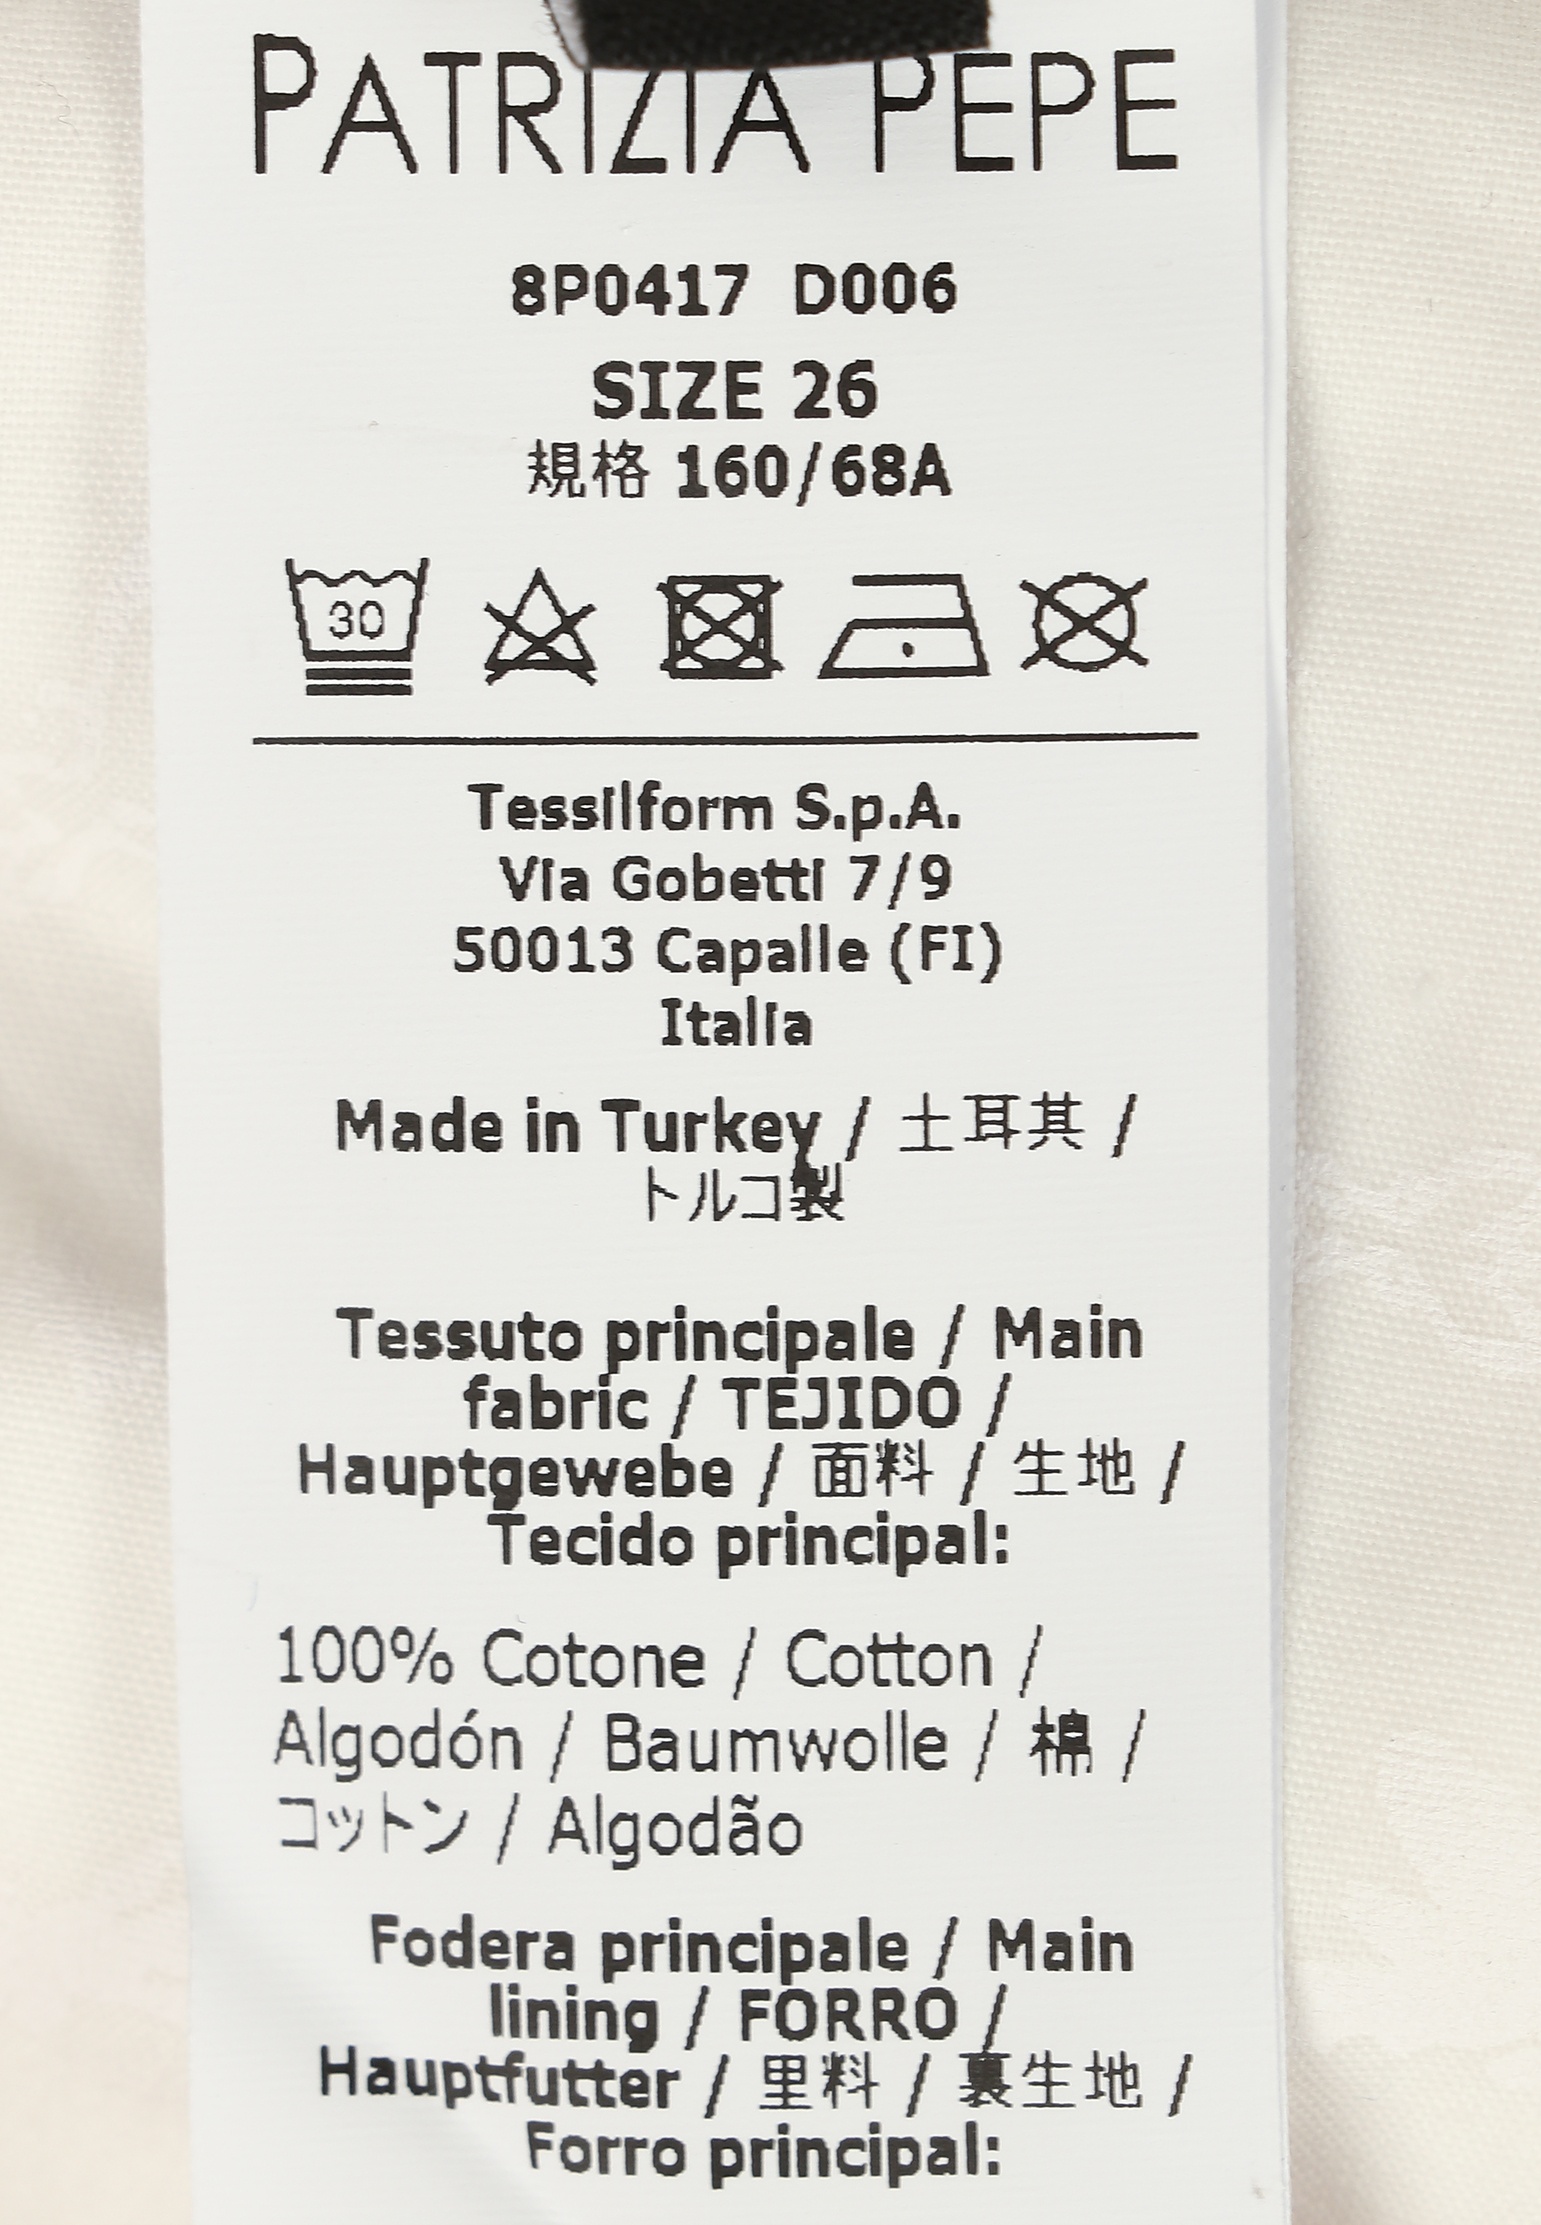 PATRIZIA PEPE
8P0417 D006
SIZE 26
規格 160/68A
30
Tessilform S.p.A.
Via Gobetti 7/9
50013 Capalle (FI)
Italia
Made in Turkey / 土耳其 /
トルコ製
Tessuto principale / Main
fabric / TEJIDO /
Hauptgewebe / 面料 / 生地 /
Tecido principal:
100% Cotone / Cotton /
Algodón / Baumwolle / 棉 /
コットン / Algodão
Fodera principale / Main
lining / FORRO /
Hauptfutter / 里料 / 裏生地 /
Forro principal: